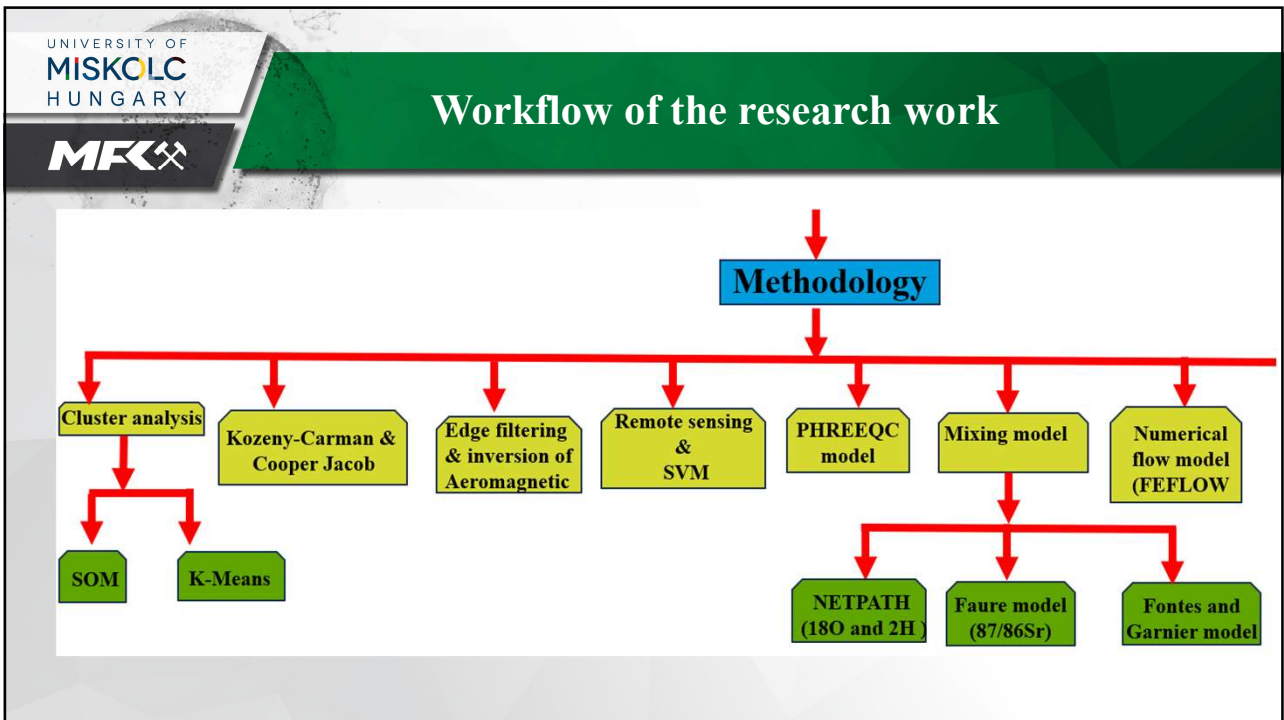 UNIVERSITY OF
MISKOLC
HUNGARY
MFK
Workflow of the research work
Methodology
Cluster analysis
Kozeny-Carman &
Cooper Jacob
Edge filtering
& inversion of
Aeromagnetic
Remote sensing
&
SVM
PHREEQC
model
Mixing model
Numerical
flow model
(FEFLOW
SOM
K-Means
NETPATH
(18O and 2H )
Faure model
(87/86Sr)
Fontes and
Garnier model